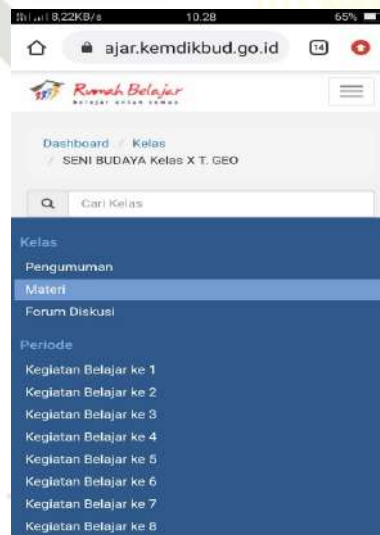 8,22KB/s 10.28 65%
ajar.kemdikbud.go.id 14
Rumah Belajar
belajar untuk semua
Dashboard / Kelas
/ SENI BUDAYA Kelas X T. GEO
Cari Kelas
Kelas
Pengumuman
Materi
Forum Diskusi
Periode
Kegiatan Belajar ke 1
Kegiatan Belajar ke 2
Kegiatan Belajar ke 3
Kegiatan Belajar ke 4
Kegiatan Belajar ke 5
Kegiatan Belajar ke 6
Kegiatan Belajar ke 7
Kegiatan Belajar ke 8